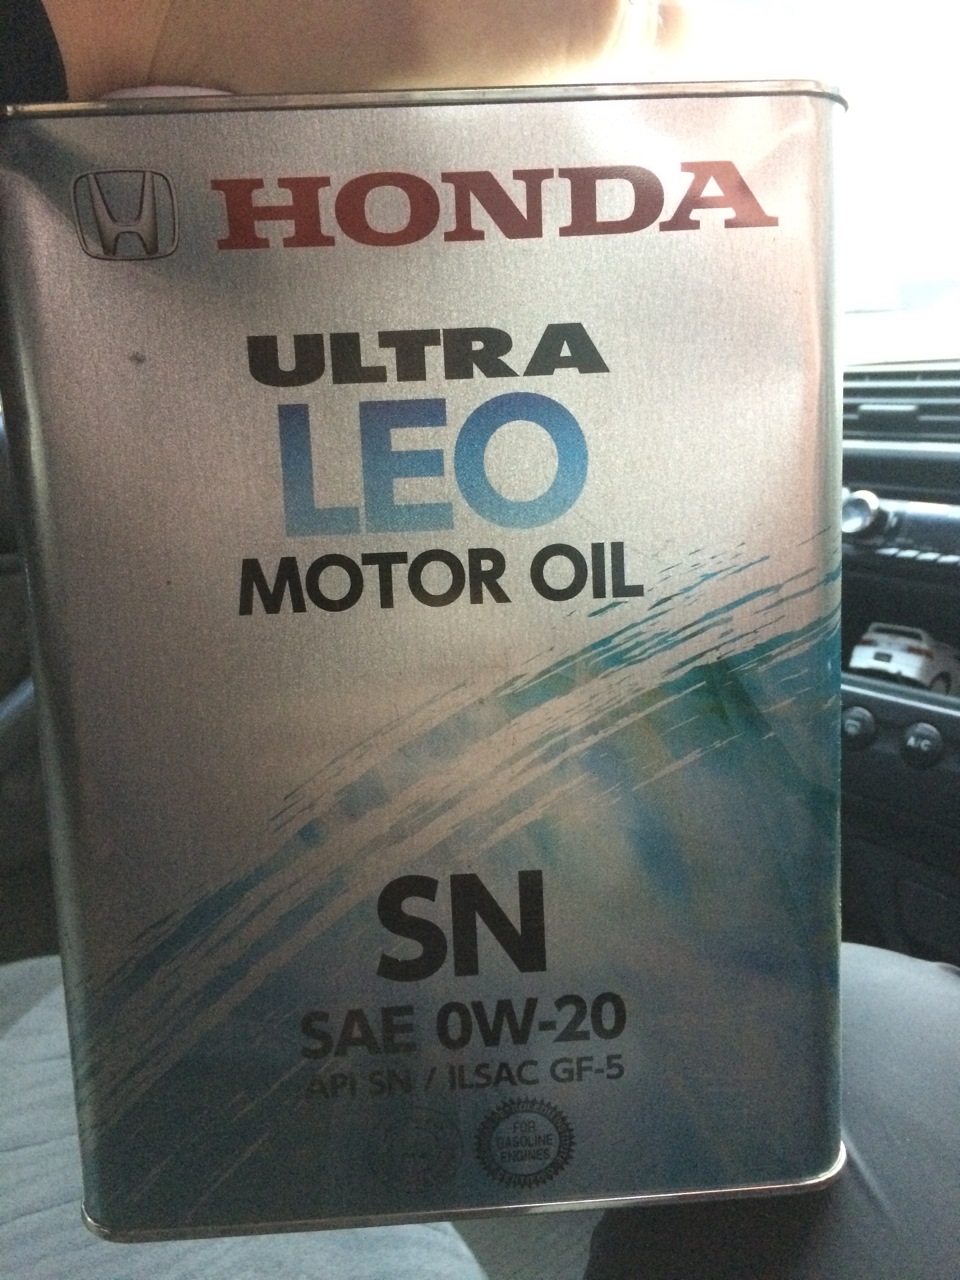 HONDA
ULTRA
LEO
MOTOR OIL
SN
SAE 0W-20
API SN / ILSAC GF-5
FOR
GASOLINE
ENGINES
A/C